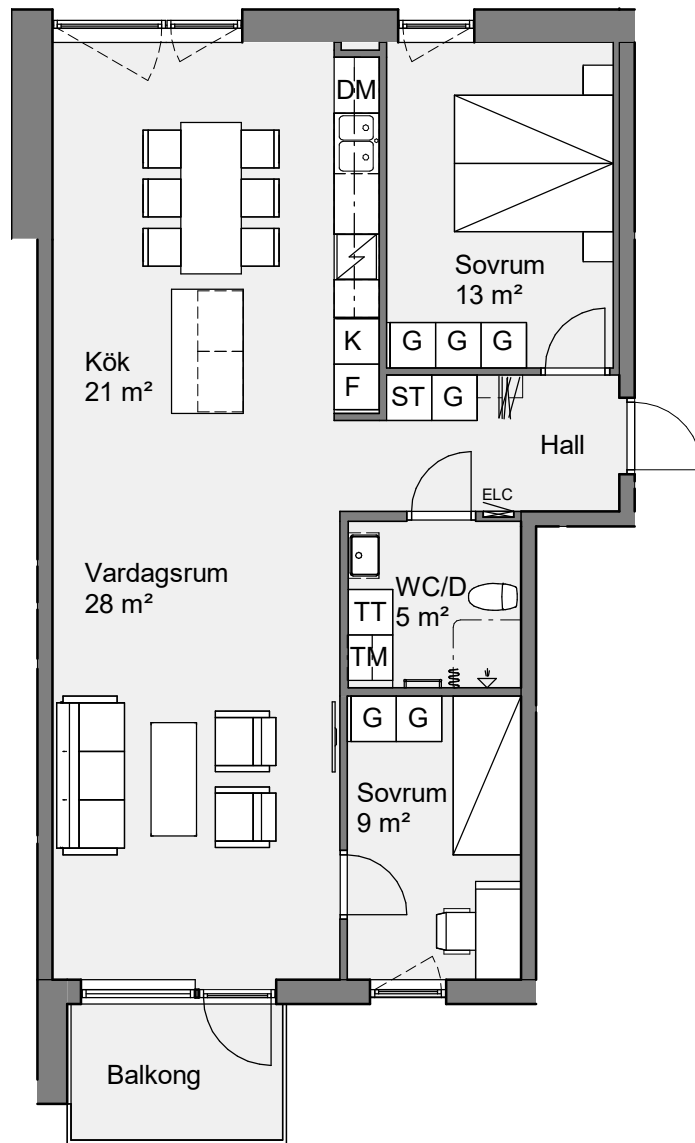 DM
Sovrum
13 m²
K
G G G
Kök
21 m²
F
ST G
Hall
ELC
Vardagsrum
28 m²
WC/D
5 m²
TT
TM
G G
Sovrum
9 m²
Balkong